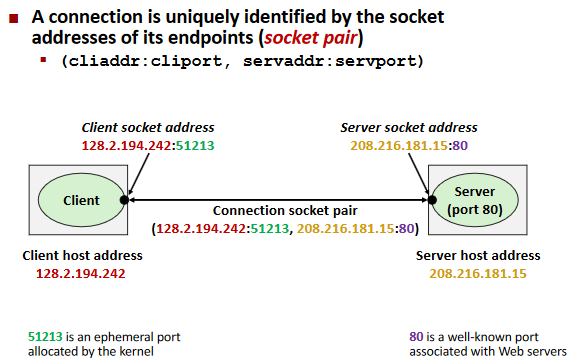 A connection is uniquely identified by the socket
addresses of its endpoints (socket pair)
(cliaddr:cliport, servaddr:servport)
Client socket address
128.2.194.242:51213
Server socket address
208.216.181.15:80
Client
Server
(port 80)
Connection socket pair
(128.2.194.242:51213, 208.216.181.15:80)
Client host address
128.2.194.242
Server host address
208.216.181.15
51213 is an ephemeral port
allocated by the kernel
80 is a well-known port
associated with Web servers